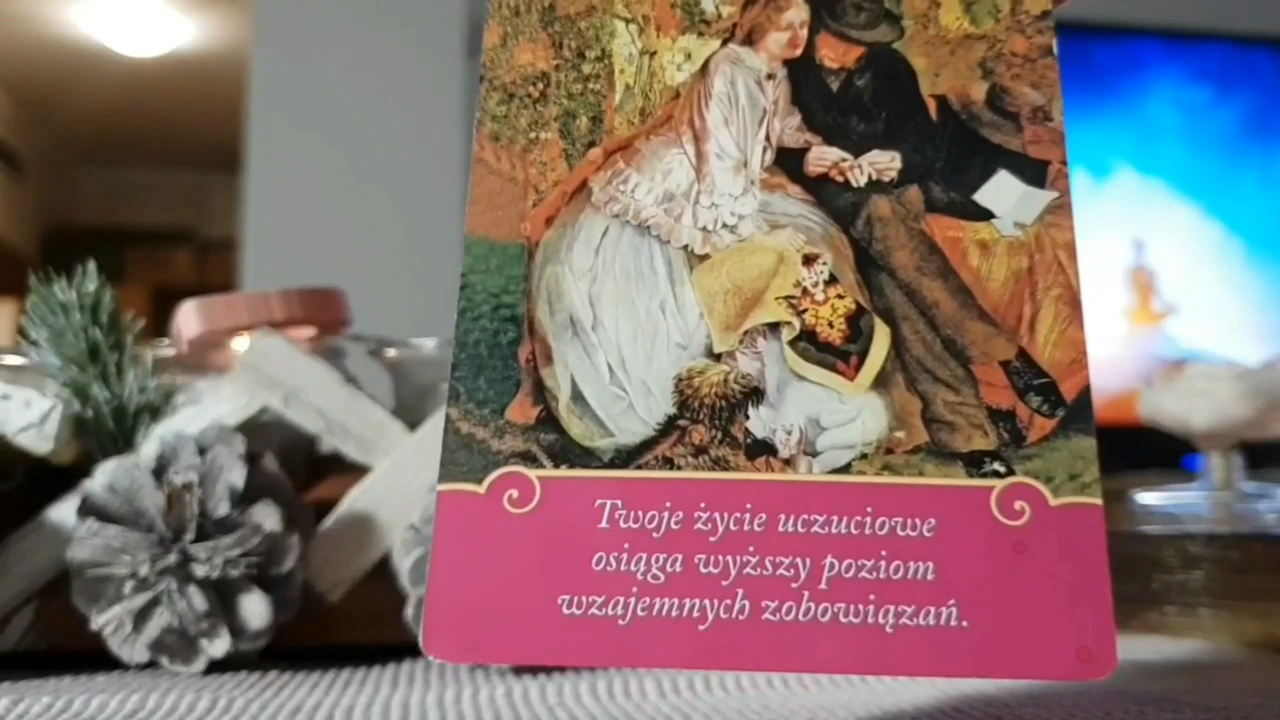 Twoje życie uczuciowe
osiąga wyższy poziom
wzajemnych zobowiązań.